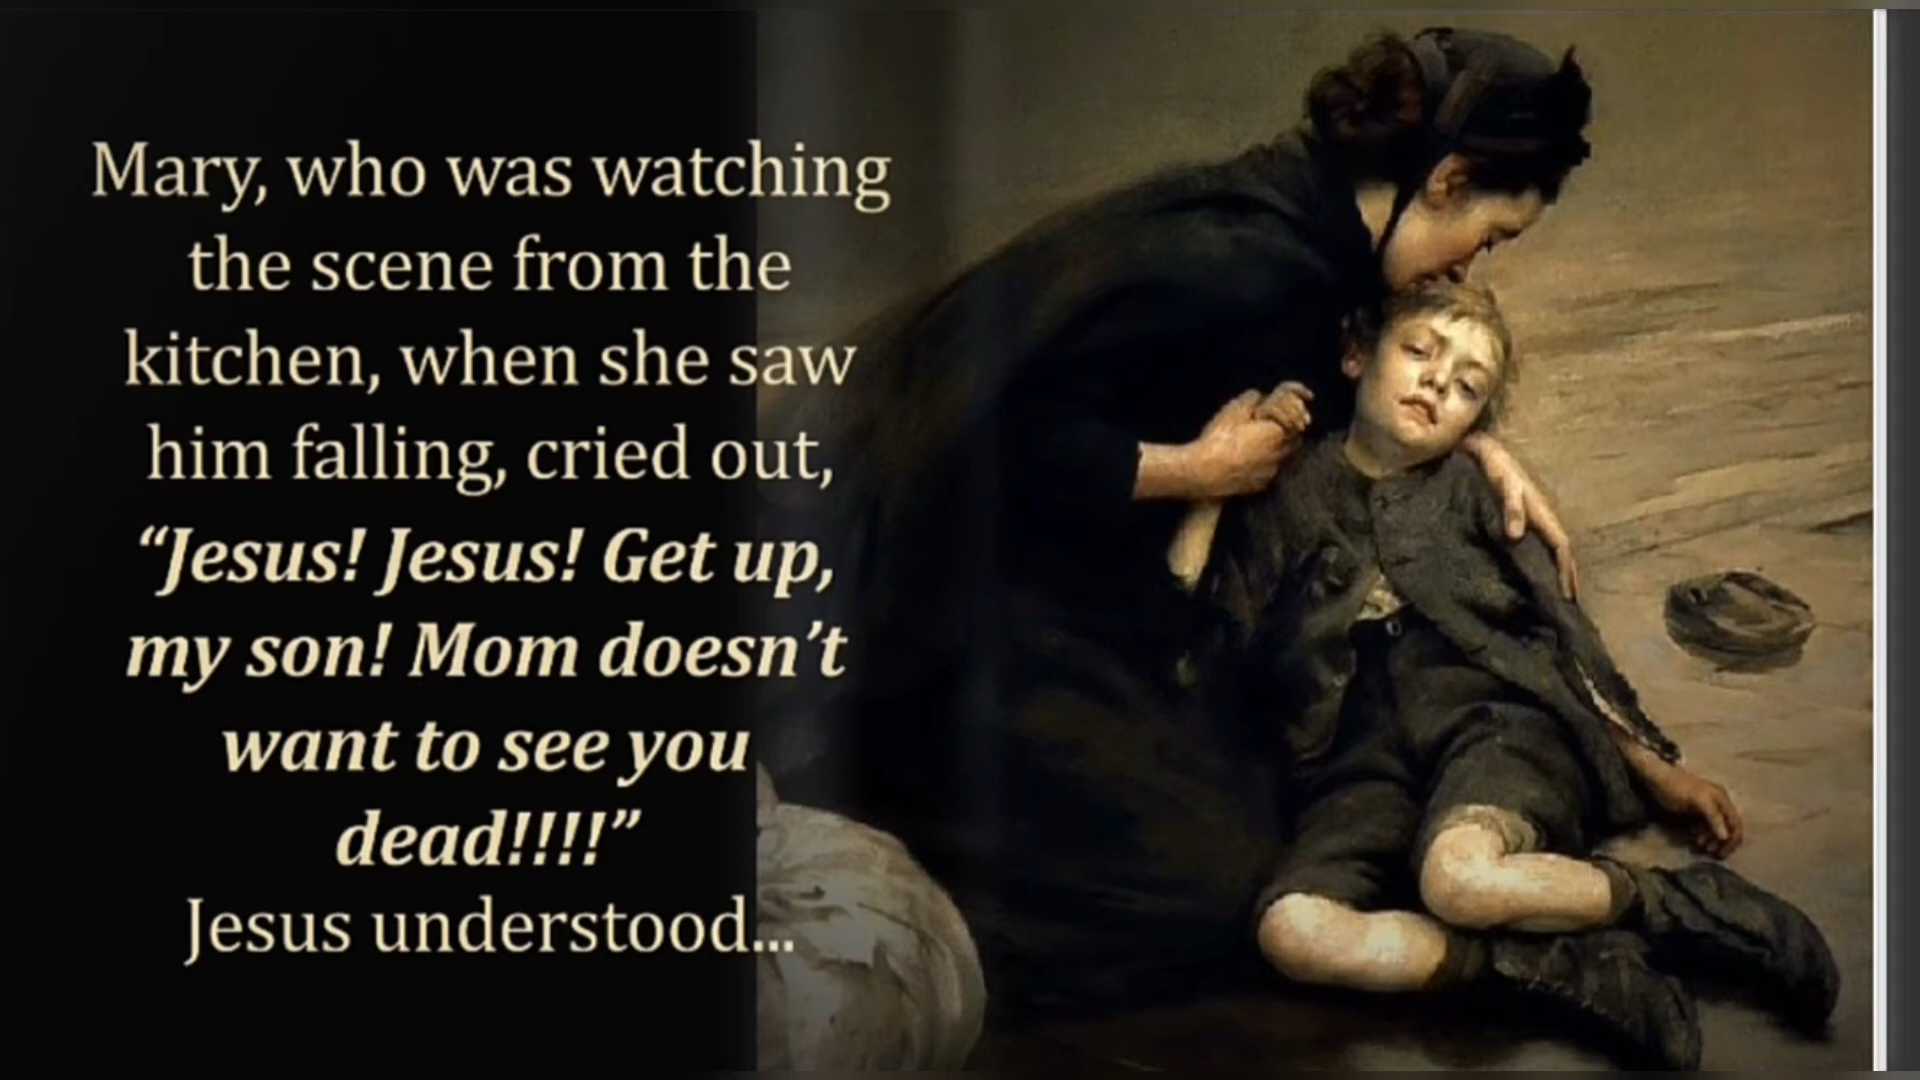 Mary, who was watching
the scene from the
kitchen, when she saw
him falling, cried out,
“Jesus! Jesus! Get up,
my son! Mom doesn’t
want to see you
dead!!!!”
Jesus understood...